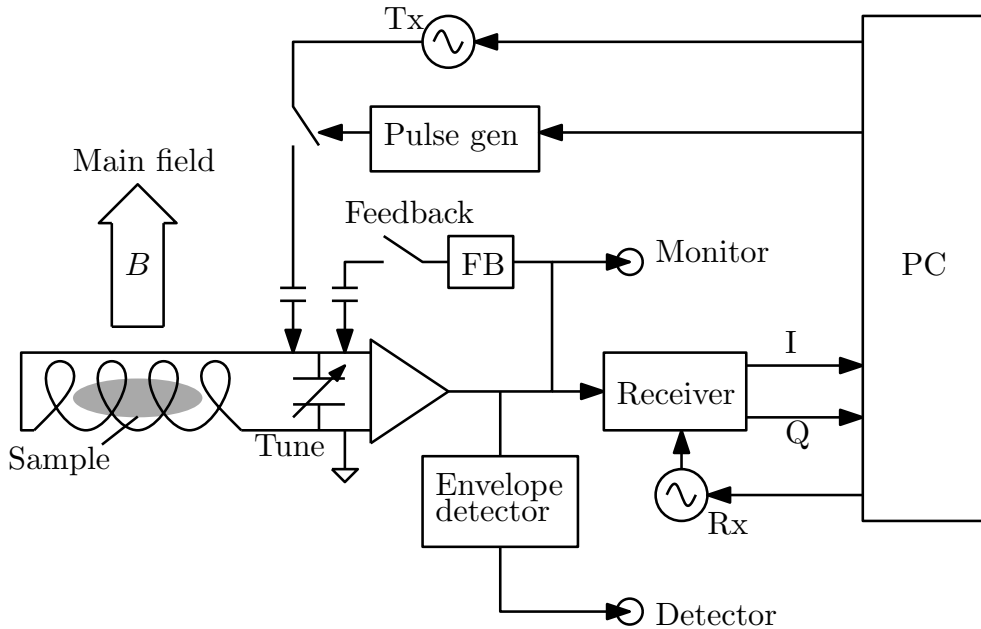 Tx
Pulse gen
Main field
B
Feedback
FB
Monitor
PC
I
Receiver
Q
Tune
Sample
Envelope
detector
Rx
Detector